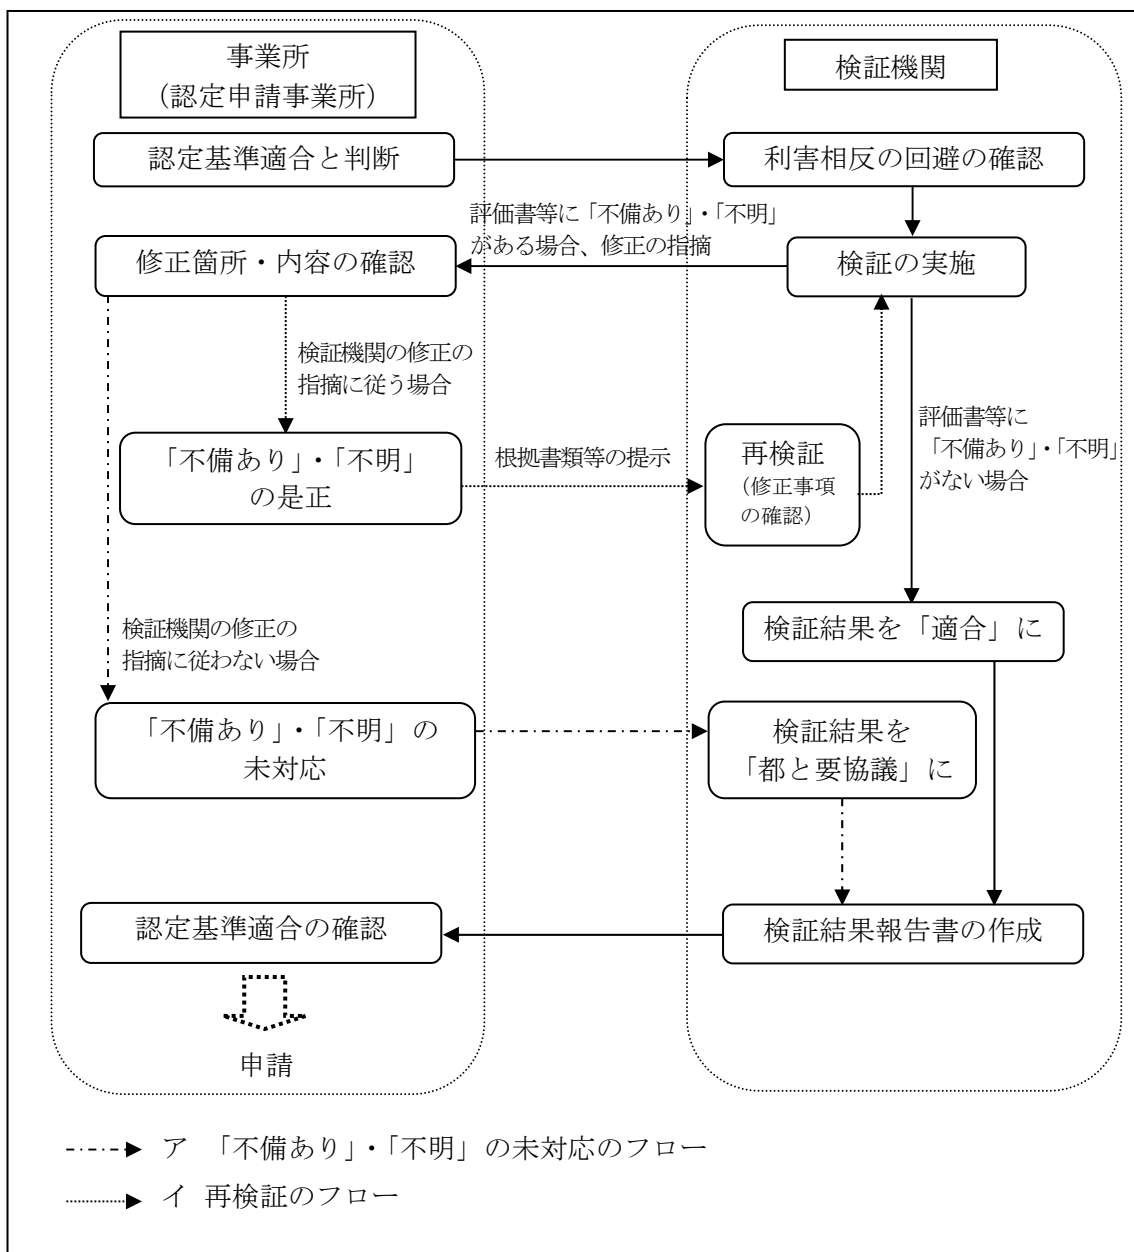 事業所
（認定申請事業所）
検証機関
認定基準適合と判断
利害相反の回避の確認
評価書等に「不備あり」・「不明」
がある場合、修正の指摘
修正箇所・内容の確認
検証の実施
検証機関の修正の
指摘に従う場合
評価書等に
「不備あり」・「不明」
がない場合
「不備あり」・「不明」
の是正
根拠書類等の提示
再検証
（修正事項
の確認）
検証結果を「適合」に
検証機関の修正の
指摘に従わない場合
「不備あり」・「不明」の
未対応
検証結果を
「都と要協議」に
認定基準適合の確認
検証結果報告書の作成
申請
ア 「不備あり」・「不明」の未対応のフロー
イ 再検証のフロー